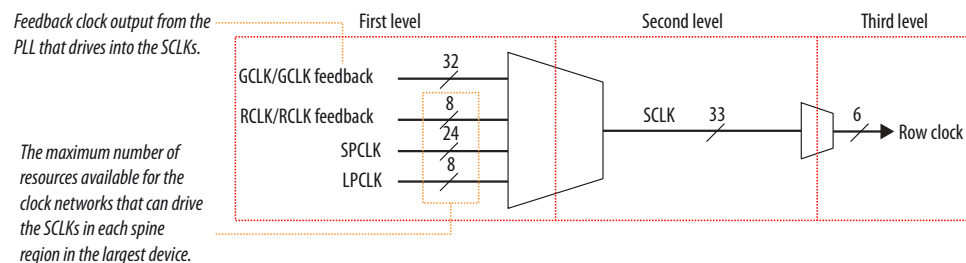 Feedback clock output from the
PLL that drives into the SCLKs.
First level
Second level
Third level
GCLK/GCLK feedback
32
RCLK/RCLK feedback
8
SPCLK
24
LPCLK
8
SCLK
33
6
Row clock
The maximum number of
resources available for the
clock networks that can drive
the SCLKs in each spine
region in the largest device.